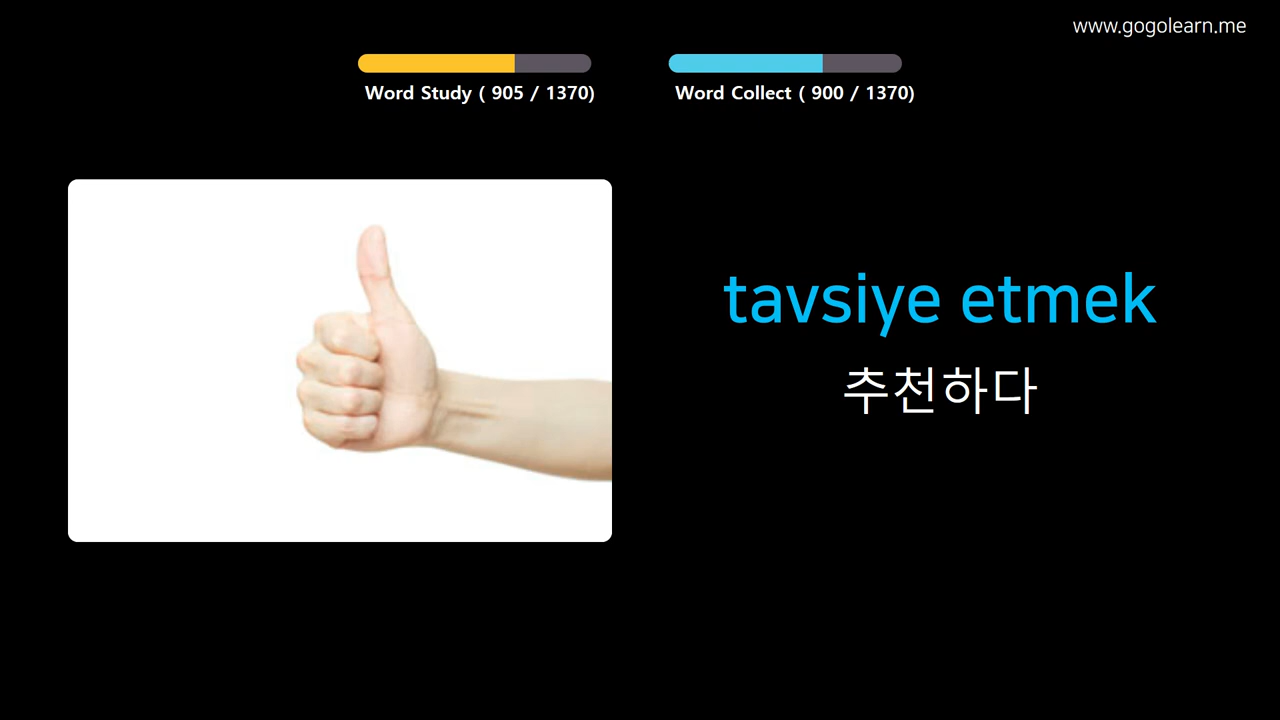 www.gogolearn.me
Word Study ( 905 / 1370)
Word Collect ( 900 / 1370)
tavsiye etmek
추천하다